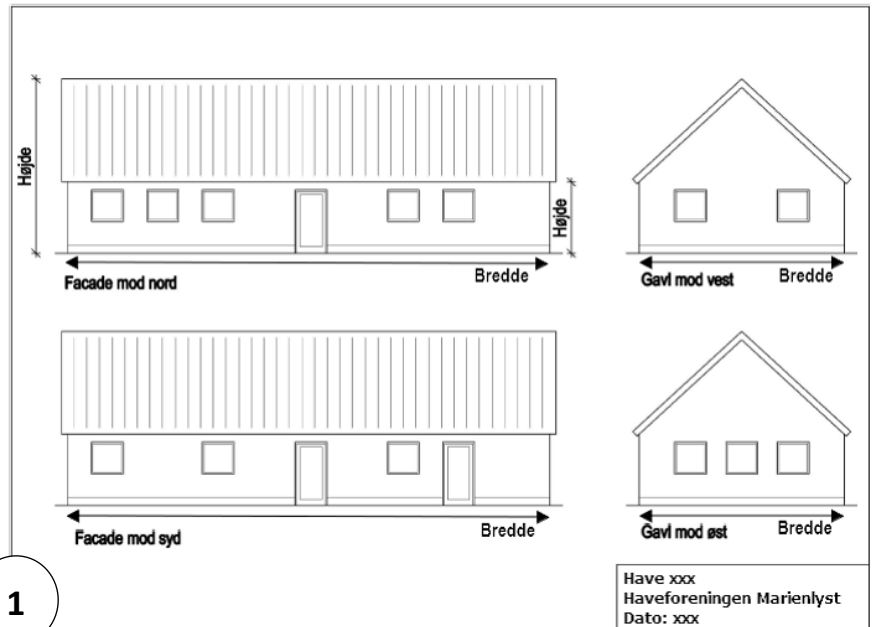 Højde
Højde
Facade mod nord
Bredde
Gavl mod vest
Bredde
Facade mod syd
Bredde
Gavl mod øst
Bredde
1
Have xxx
Haveforeningen Marienlyst
Dato: xxx